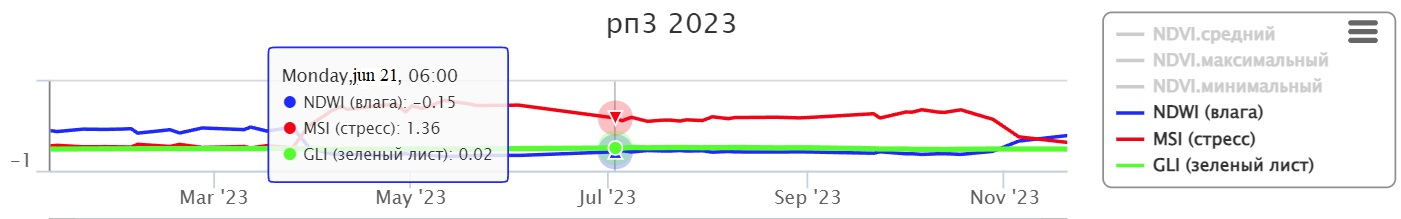 рп3 2023
NDVI.средний
NDVI.максимальный
NDVI.минимальный
NDWI (влага)
MSI (стресс)
GLI (зеленый лист)
Monday,jun 21, 06:00
NDWI (влага): -0.15
MSI (стресс): 1.36
GLI (зеленый лист): 0.02
-1
Mar '23
May '23
Jul '23
Sep '23
Nov '23